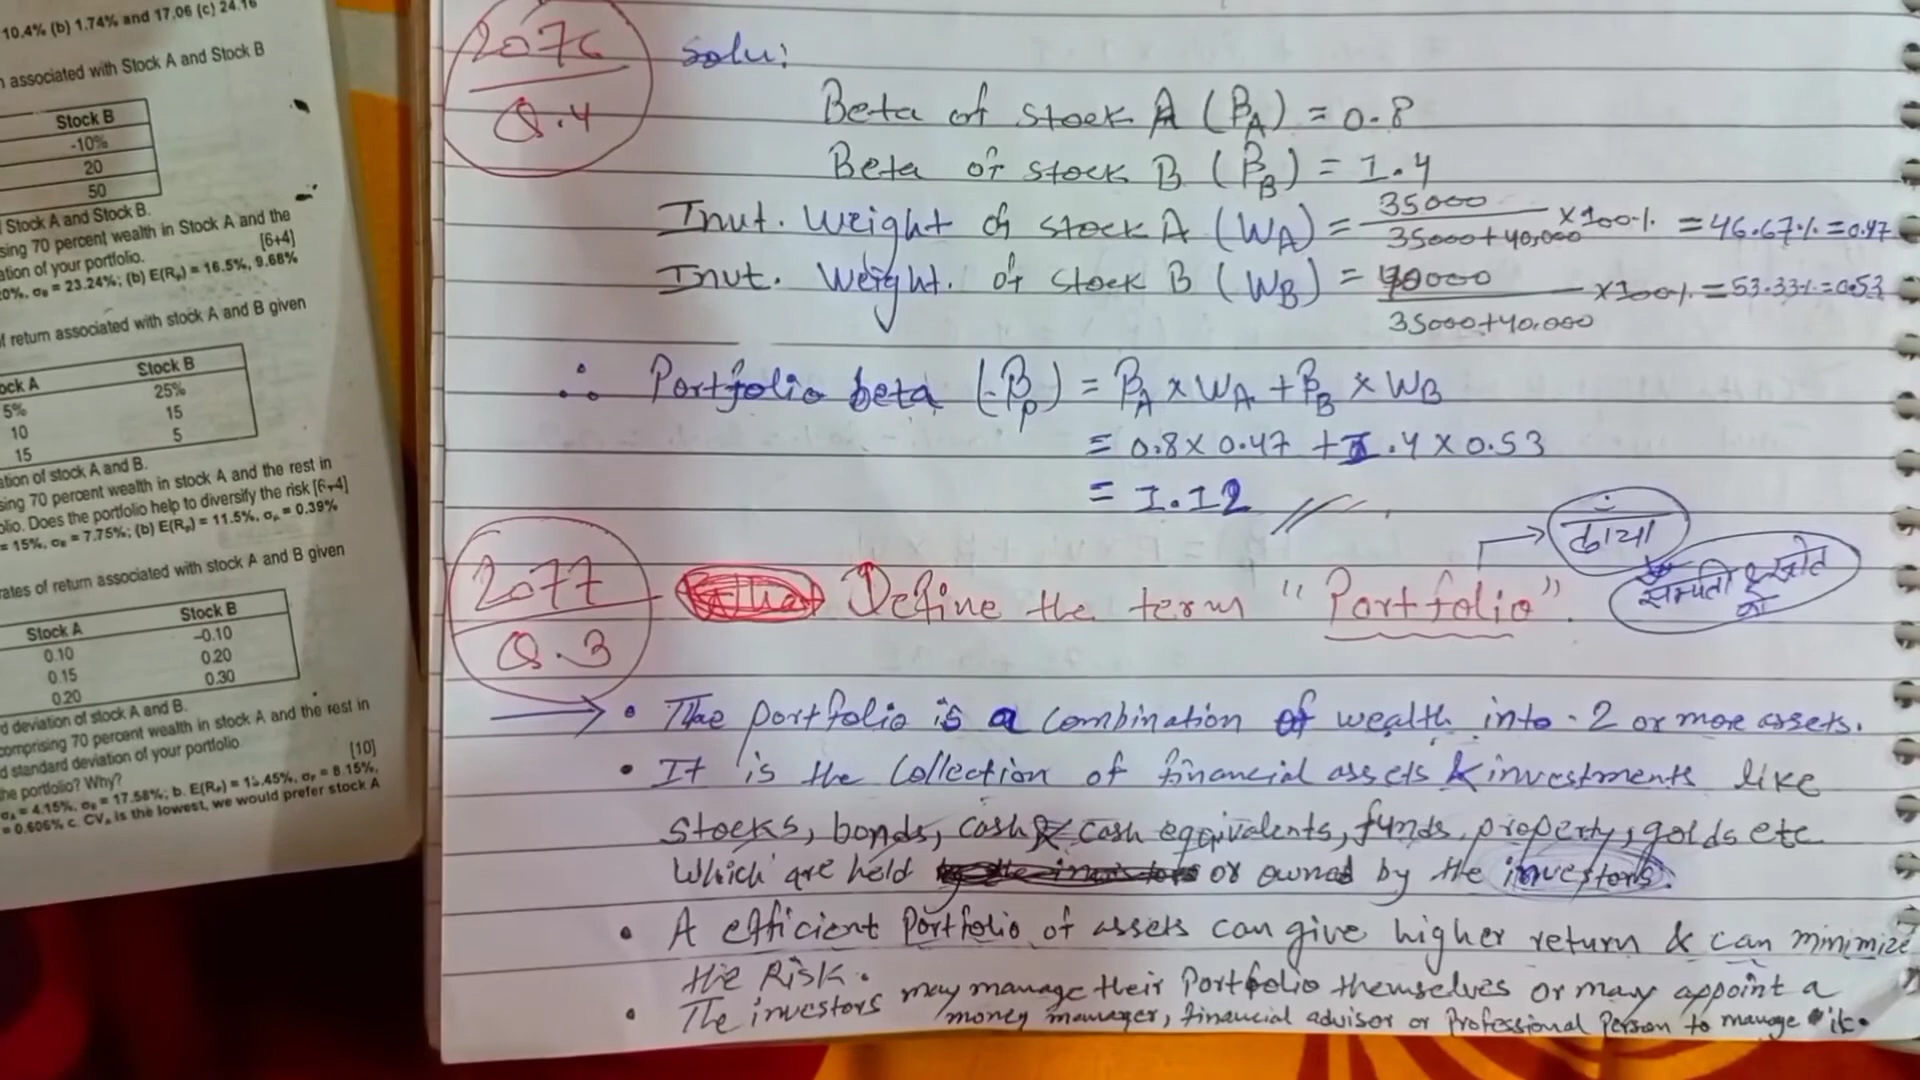 10.4% (b) 1.74% and 17.06 (c) 24.16
associated with Stock A and Stock B
Stock B
-10%
20
50
Stock A and Stock B.
sing 70 percent wealth in Stock A and the
ation of your portfolio. [6+4]
0%, σB = 23.24%; (b) E(Rp) = 16.5%, 9.68%
f return associated with stock A and B given
ock A Stock B
5% 25%
10 15
15 5
ation of stock A and B.
sing 70 percent wealth in stock A and the rest in
olio. Does the portfolio help to diversify the risk [6+4]
= 15%, σB = 7.75%; (b) E(Rp) = 11.5%, σp = 0.39%
rates of return associated with stock A and B given
Stock A Stock B
0.10 –0.10
0.15 0.20
0.20 0.30
d deviation of stock A and B.
comprising 70 percent wealth in stock A and the rest in
d standard deviation of your portfolio
he portfolio? Why? [10]
σA = 4.15%, σB = 17.58%; b. E(Rp) = 13.45%, σp = 8.15%,
= 0.606% c. CVA is the lowest, we would prefer stock A
2076
Q.4
Solu:
Beta of stock A (βA) = 0.8
Beta of stock B (βB) = 1.4
Invt. Weight of stock A (WA) = 35000 / 35000+40,000 ×100% = 46.67% = 0.47
Invt. Weight. of stock B (WB) = 40000 / 35000+40,000 ×100% = 53.33% = 0.53
∴ Portfolio beta (βp) = βA × WA + βB × WB
= 0.8 × 0.47 + 1.4 × 0.53
= 1.12
2077
Q.3
Define the term "Portfolio".
सम्पती
• The portfolio is a combination of wealth into 2 or more assets.
• It is the collection of financial assets & investments like
stocks, bonds, cash & cash equivalents, funds, property, golds etc
which are held or owned by the investors.
• A efficient portfolio of assets can give higher return & can minimize
the Risk.
• The investors may manage their portfolio themselves or may appoint a
money manager, financial advisor or professional person to manage it.